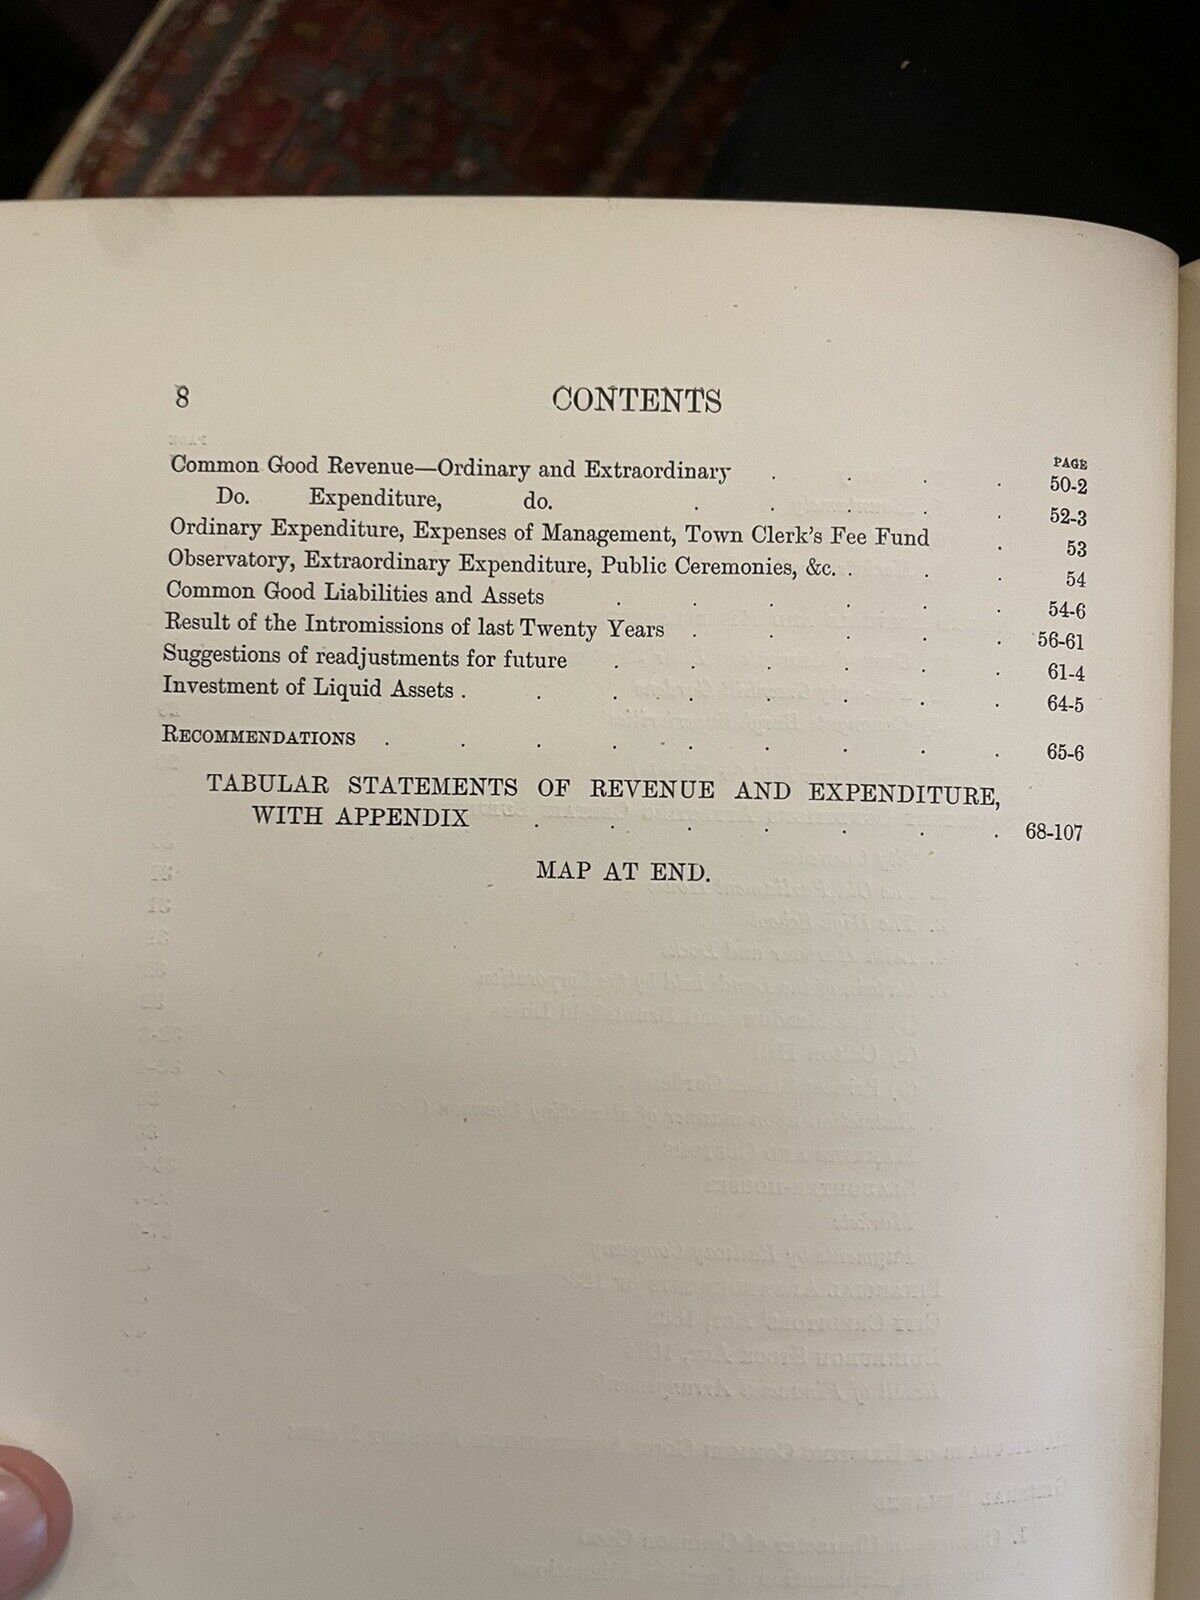 8 CONTENTS
PAGE
Common Good Revenue—Ordinary and Extraordinary . . . . 50-2
Do. Expenditure, do. . . . . . 52-3
Ordinary Expenditure, Expenses of Management, Town Clerk's Fee Fund . 53
Observatory, Extraordinary Expenditure, Public Ceremonies, &c. . . . 54
Common Good Liabilities and Assets . . . . . . 54-6
Result of the Intromissions of last Twenty Years . . . . . 56-61
Suggestions of readjustments for future . . . . . . 61-4
Investment of Liquid Assets . . . . . . . . 64-5
RECOMMENDATIONS . . . . . . . . . 65-6
TABULAR STATEMENTS OF REVENUE AND EXPENDITURE,
WITH APPENDIX . . . . . . . 68-107
MAP AT END.